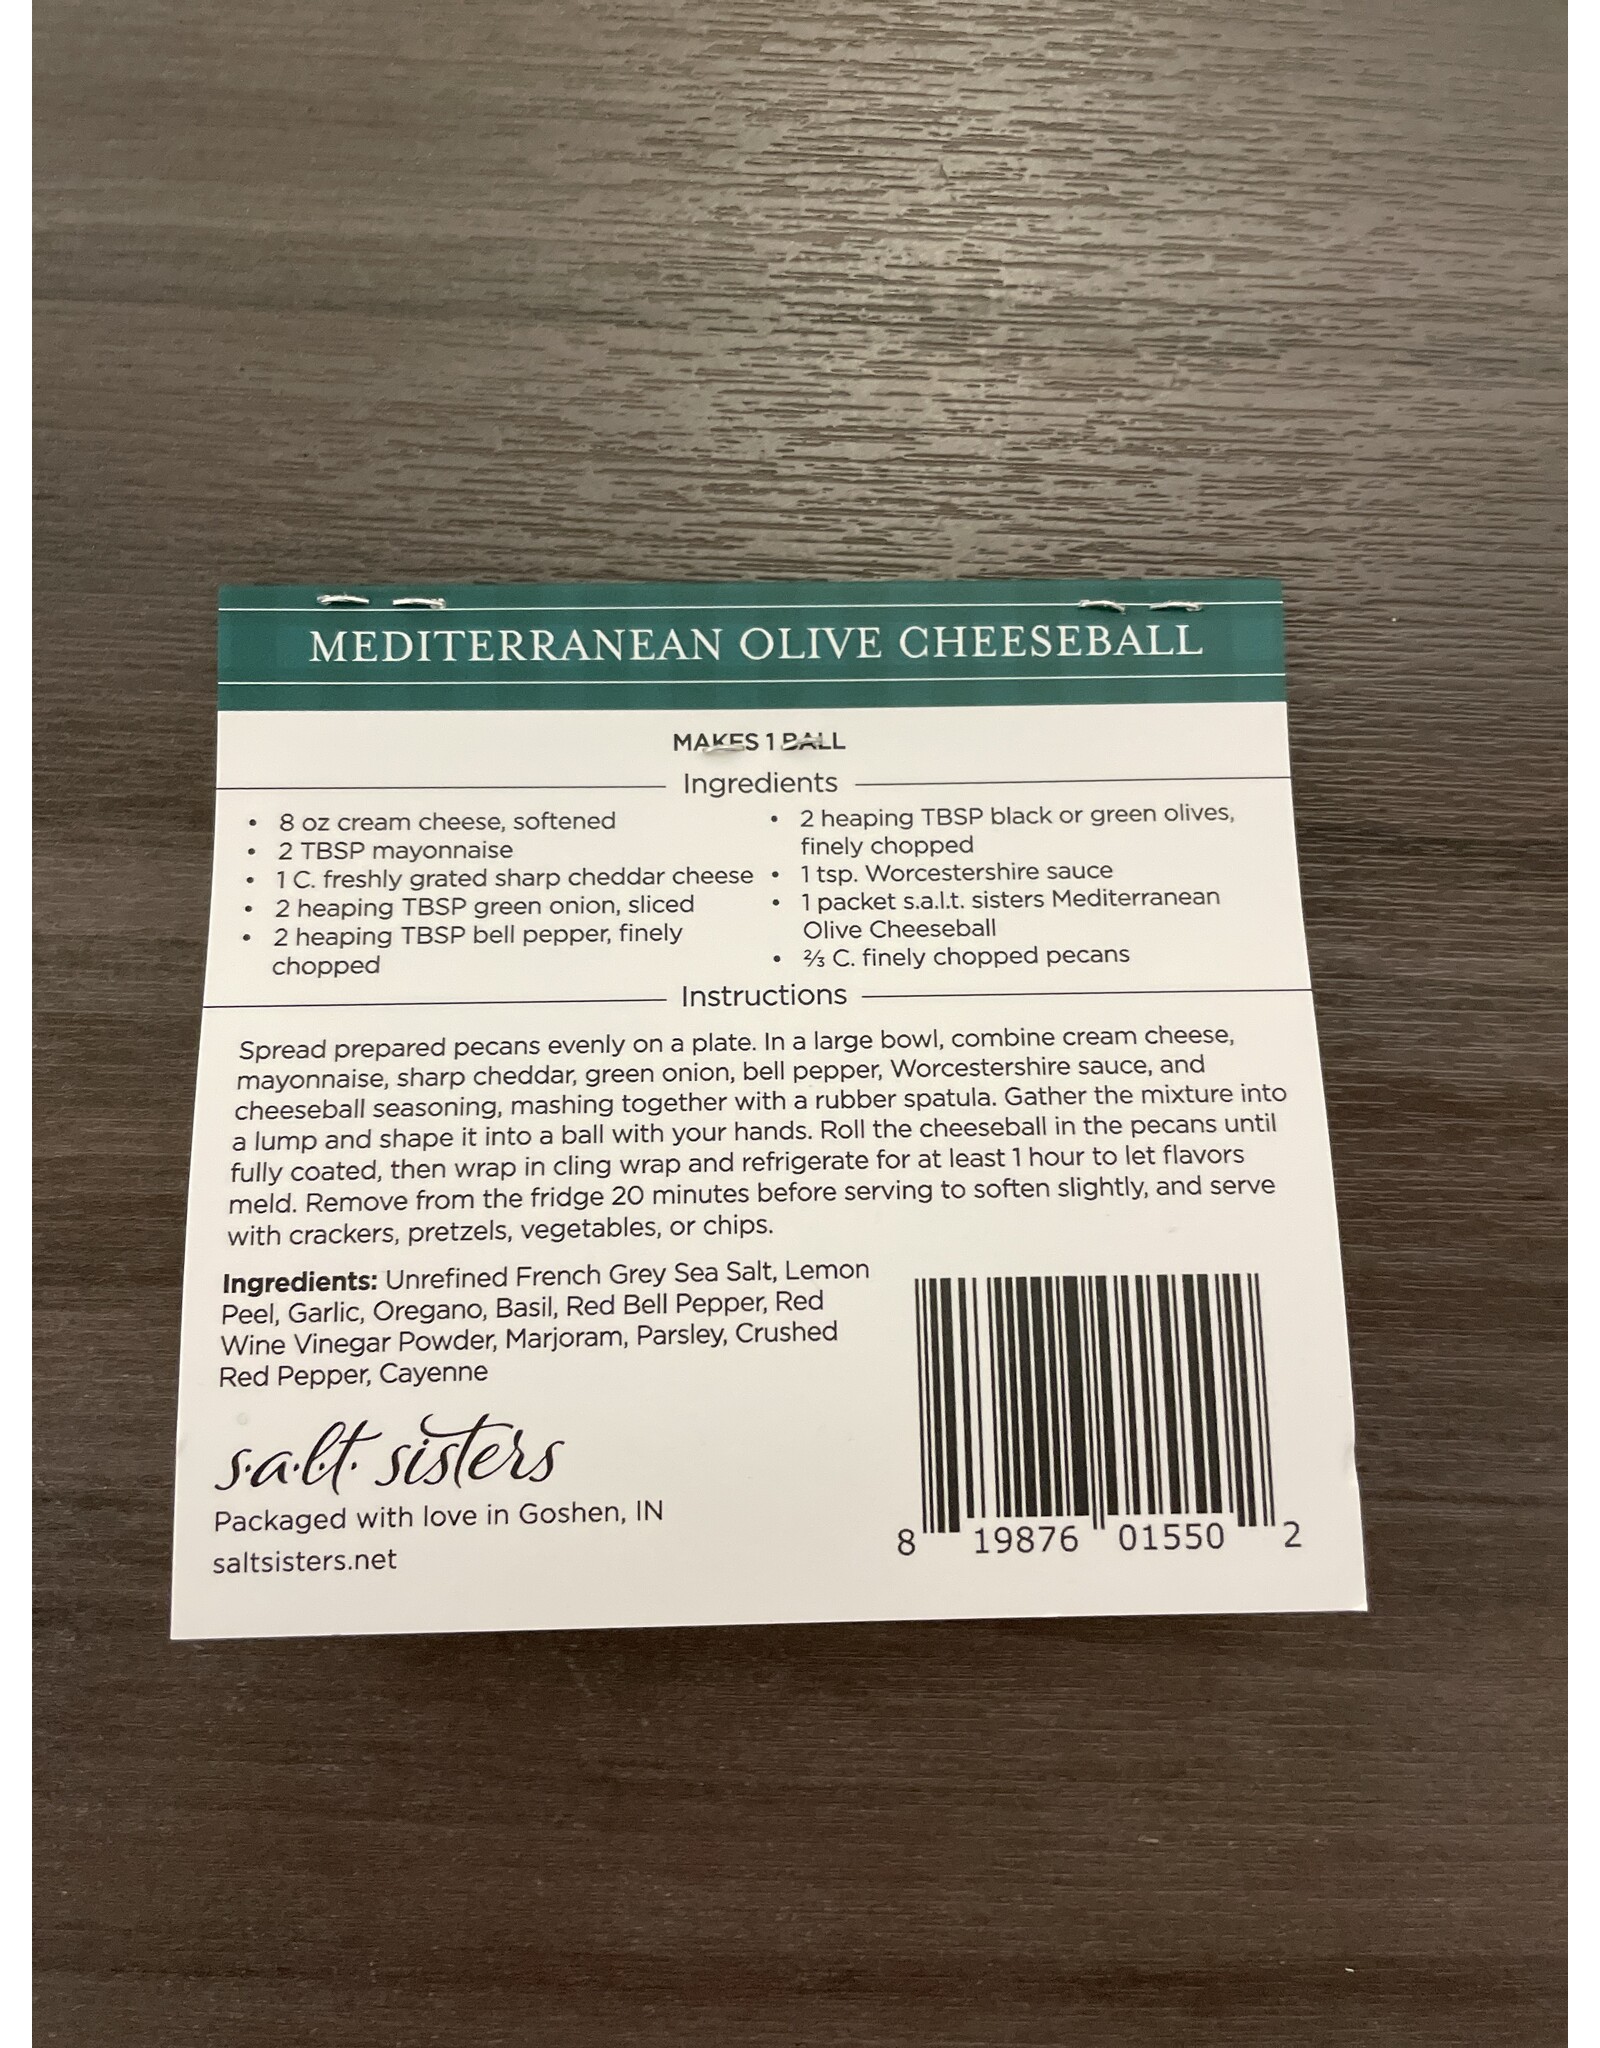 MEDITERRANEAN OLIVE CHEESEBALL
MAKES 1 BALL
Ingredients
• 8 oz cream cheese, softened
• 2 TBSP mayonnaise
• 1 C. freshly grated sharp cheddar cheese
• 2 heaping TBSP green onion, sliced
• 2 heaping TBSP bell pepper, finely
chopped
• 2 heaping TBSP black or green olives,
finely chopped
• 1 tsp. Worcestershire sauce
• 1 packet s.a.l.t. sisters Mediterranean
Olive Cheeseball
• ⅔ C. finely chopped pecans
Instructions
Spread prepared pecans evenly on a plate. In a large bowl, combine cream cheese,
mayonnaise, sharp cheddar, green onion, bell pepper, Worcestershire sauce, and
cheeseball seasoning, mashing together with a rubber spatula. Gather the mixture into
a lump and shape it into a ball with your hands. Roll the cheeseball in the pecans until
fully coated, then wrap in cling wrap and refrigerate for at least 1 hour to let flavors
meld. Remove from the fridge 20 minutes before serving to soften slightly, and serve
with crackers, pretzels, vegetables, or chips.
Ingredients: Unrefined French Grey Sea Salt, Lemon
Peel, Garlic, Oregano, Basil, Red Bell Pepper, Red
Wine Vinegar Powder, Marjoram, Parsley, Crushed
Red Pepper, Cayenne
s.a.l.t. sisters
Packaged with love in Goshen, IN
saltsisters.net
8 19876 01550 2